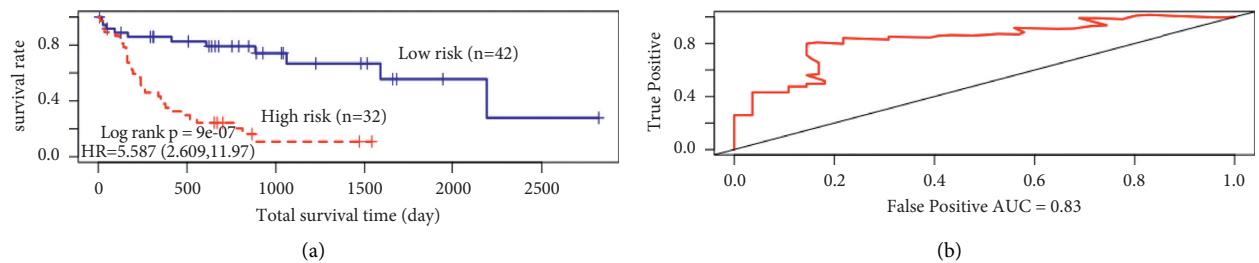 survival rate
0.8
0.4
0.0
Low risk (n=42)
High risk (n=32)
Log rank p = 9e-07
HR=5.587 (2.609,11.97)
0 500 1000 1500 2000 2500
Total survival time (day)
(a)
True Positive
0.8
0.4
0.0
0.0 0.2 0.4 0.6 0.8 1.0
False Positive AUC = 0.83
(b)